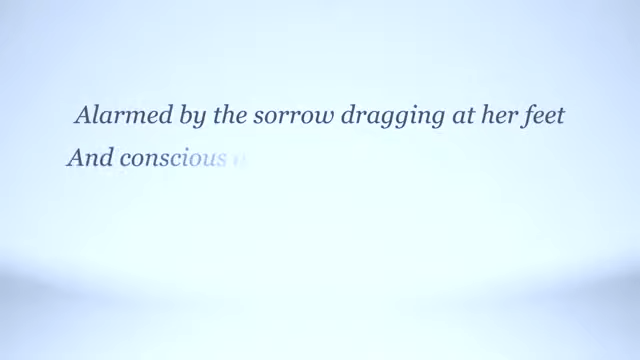 Alarmed by the sorrow dragging at her feet
And conscious